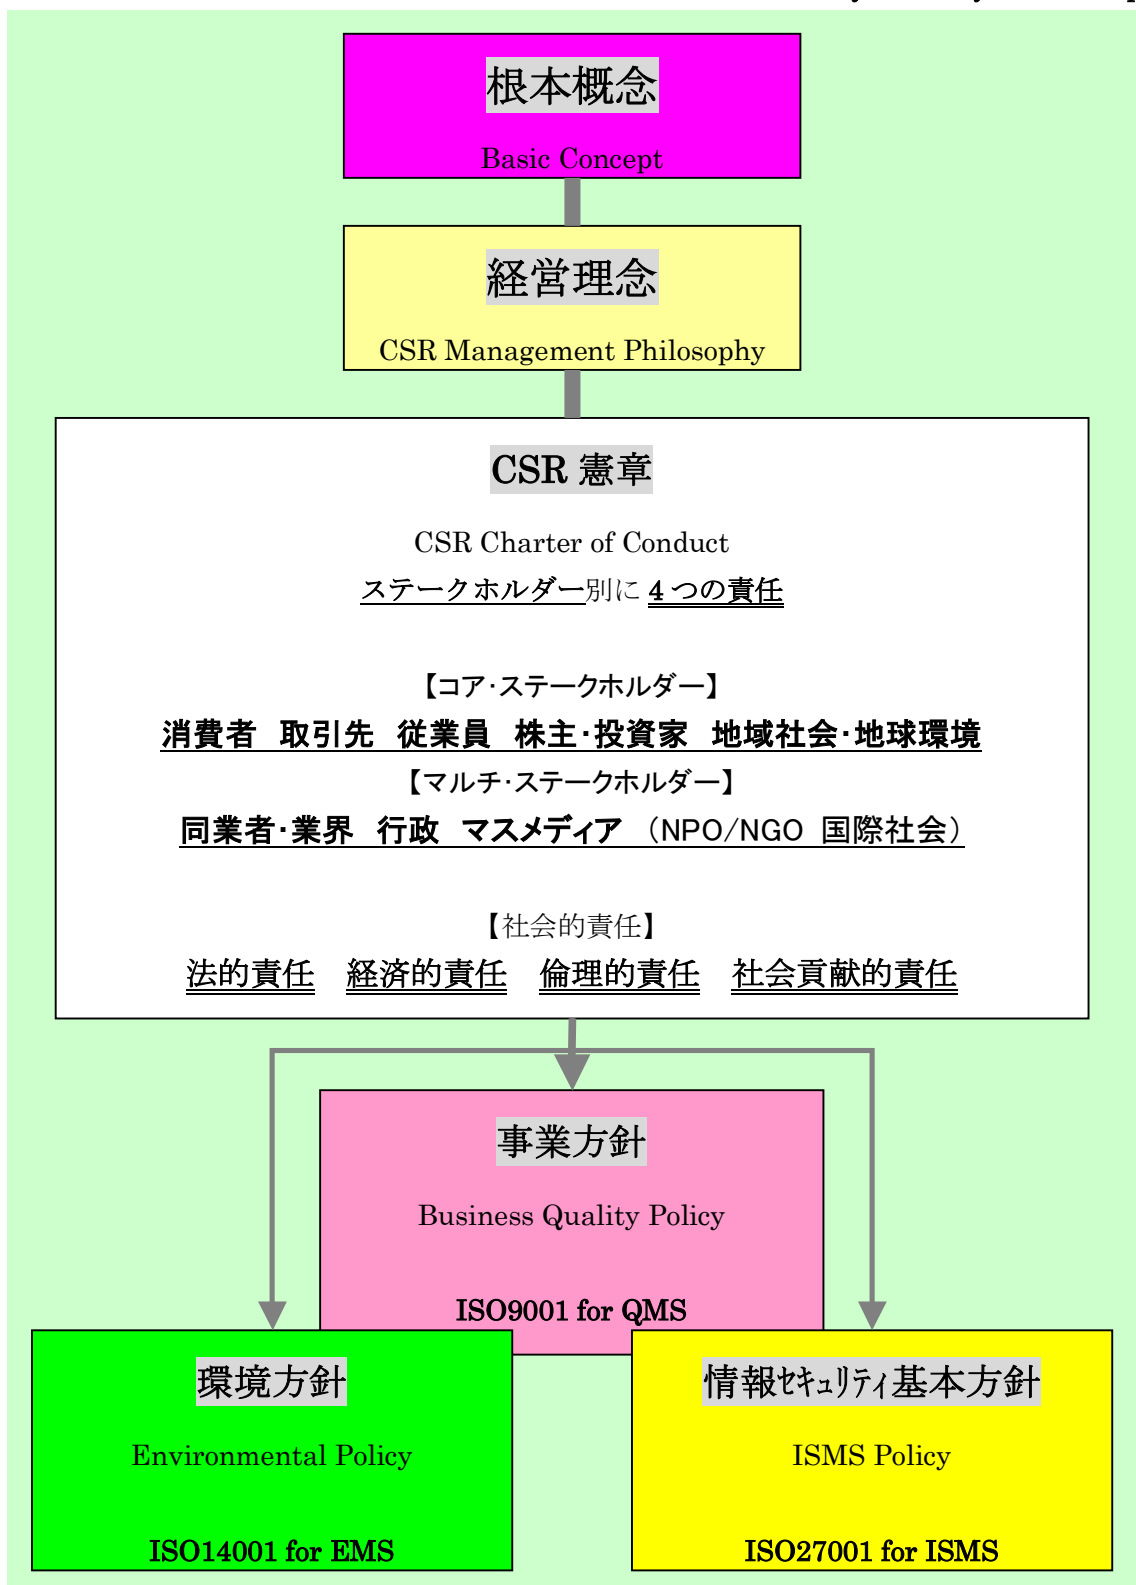 根本概念
Basic Concept
経営理念
CSR Management Philosophy
CSR 憲章
CSR Charter of Conduct
ステークホルダー別に 4 つの責任
【コア・ステークホルダー】
消費者　取引先　従業員　株主・投資家　地域社会・地球環境
【マルチ・ステークホルダー】
同業者・業界　行政　マスメディア　（NPO/NGO　国際社会）
【社会的責任】
法的責任　経済的責任　倫理的責任　社会貢献的責任
事業方針
Business Quality Policy
ISO9001 for QMS
環境方針
Environmental Policy
ISO14001 for EMS
情報ｾｷｭﾘﾃｨ基本方針
ISMS Policy
ISO27001 for ISMS